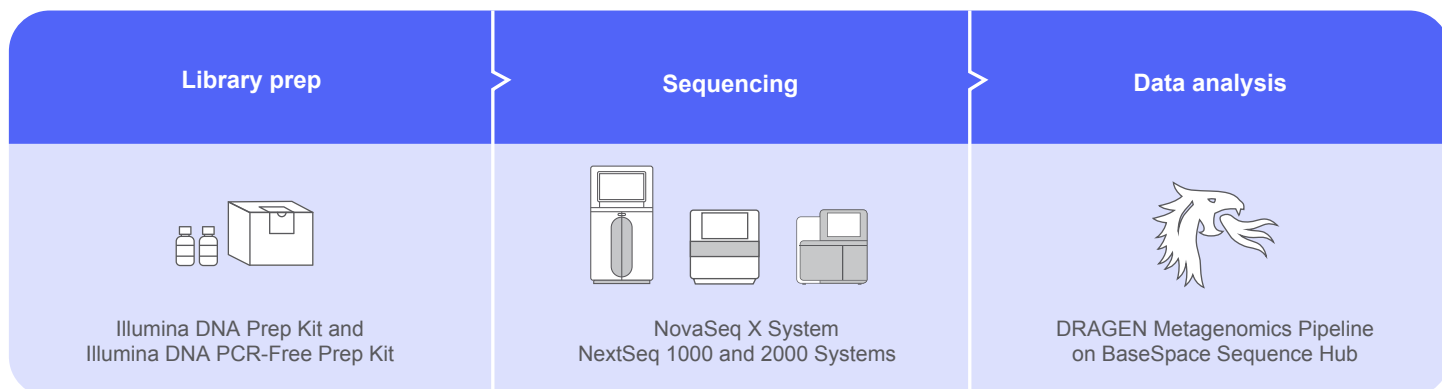 Library prep
Sequencing
Data analysis
Illumina DNA Prep Kit and
Illumina DNA PCR-Free Prep Kit
NovaSeq X System
NextSeq 1000 and 2000 Systems
DRAGEN Metagenomics Pipeline
on BaseSpace Sequence Hub